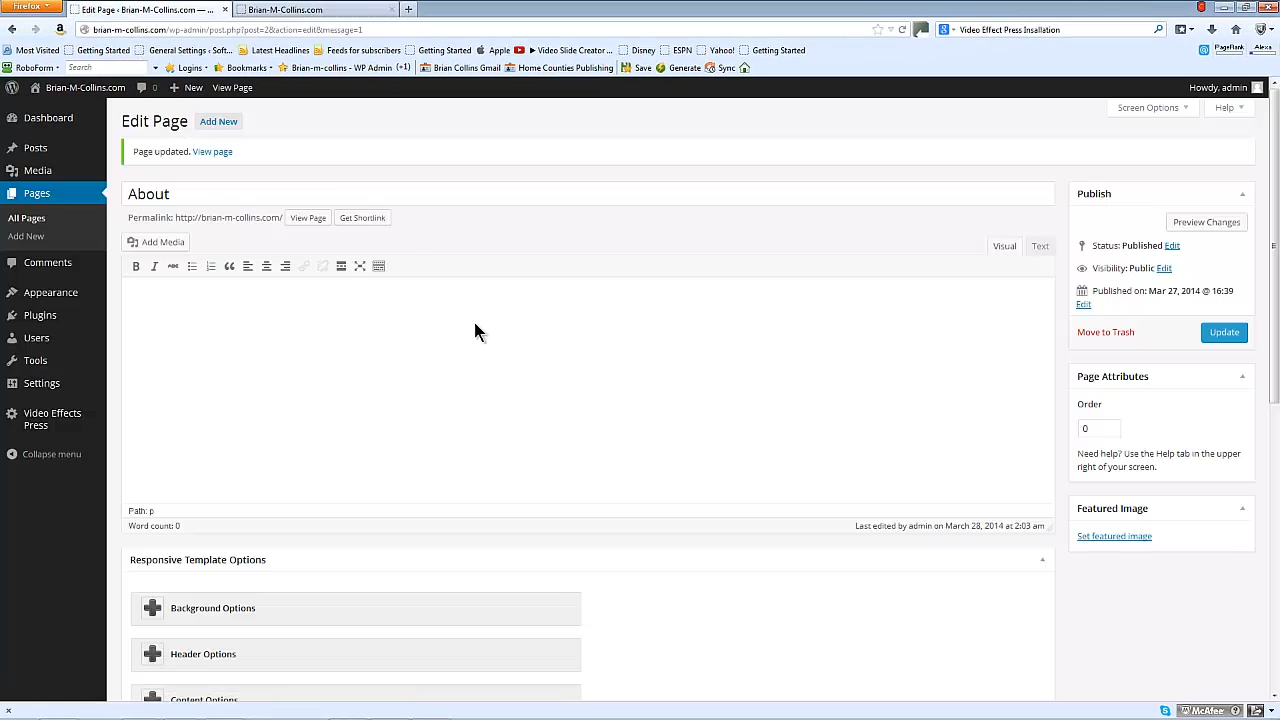 Firefox
Edit Page ‹ Brian-M-Collins.com — ...
Brian-M-Collins.com
brian-m-collins.com/wp-admin/post.php?post=2&action=edit&message=1
Video Effect Press Insallation
Most Visited
Getting Started
General Settings ‹ Golf...
Latest Headlines
Feeds for subscribers
Getting Started
Apple
Video Slide Creator ...
Disney
ESPN
Yahoo!
Getting Started
PageRank
Alexa
RoboForm
Search
Logins
Bookmarks
Brian-m-collins - WP Admin (+1)
Brian Collins Gmail
Home Counties Publishing
Save
Generate
Sync
Brian-M-Collins.com
0
New
View Page
Howdy, admin
Dashboard
Posts
Media
Pages
All Pages
Add New
Comments
Appearance
Plugins
Users
Tools
Settings
Video Effects
Press
Collapse menu
Screen Options
Help
Edit Page
Add New
Page updated. View page
About
Permalink: http://brian-m-collins.com/
View Page
Get Shortlink
Add Media
Visual
Text
B
I
ABC
Path: p
Word count: 0
Last edited by admin on March 28, 2014 at 2:03 am
Responsive Template Options
Background Options
Header Options
Content Options
Publish
Preview Changes
Status: Published Edit
Visibility: Public Edit
Published on: Mar 27, 2014 @ 16:39
Edit
Move to Trash
Update
Page Attributes
Order
0
Need help? Use the Help tab in the upper
right of your screen.
Featured Image
Set featured image
McAfee